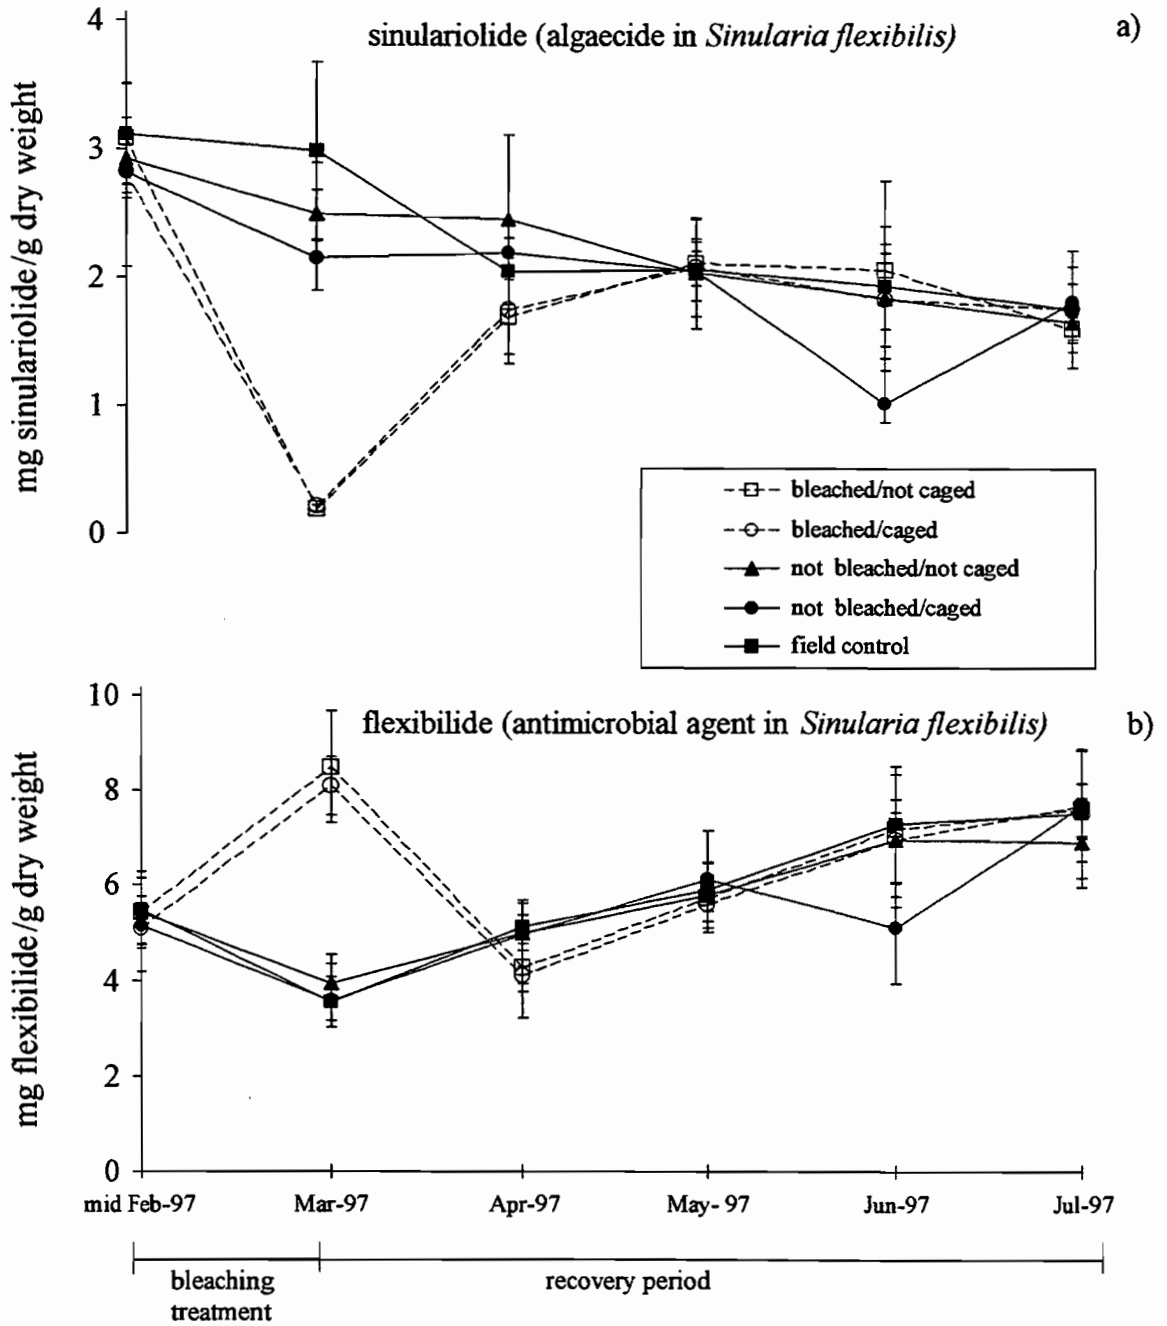 sinulariolide (algaecide in Sinularia flexibilis)
a)
mg sinulariolide/g dry weight
4
3
2
1
0
bleached/not caged
bleached/caged
not bleached/not caged
not bleached/caged
field control
flexibilide (antimicrobial agent in Sinularia flexibilis)
b)
mg flexibilide/g dry weight
10
8
6
4
2
0
mid Feb-97 Mar-97 Apr-97 May- 97 Jun-97 Jul-97
bleaching
treatment
recovery period